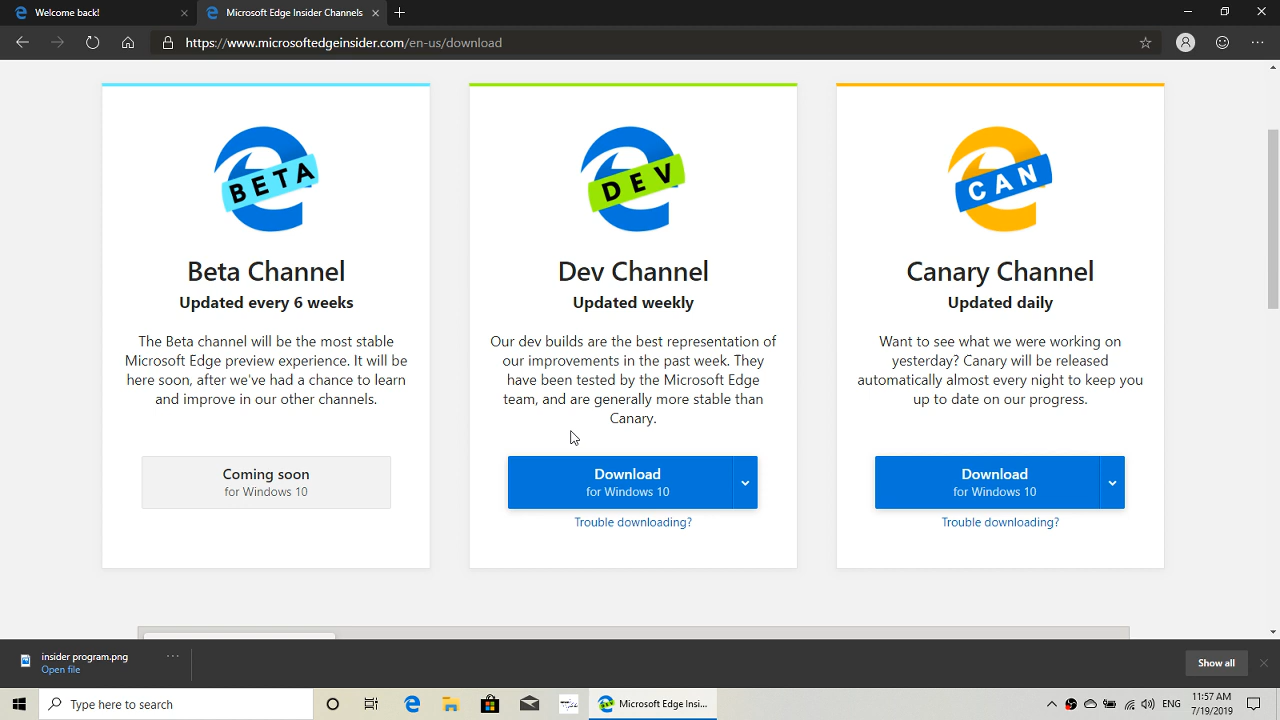 Welcome back!
Microsoft Edge Insider Channels
https://www.microsoftedgeinsider.com/en-us/download
BETA
Beta Channel
Updated every 6 weeks
The Beta channel will be the most stable
Microsoft Edge preview experience. It will be
here soon, after we've had a chance to learn
and improve in our other channels.
Coming soon
for Windows 10
DEV
Dev Channel
Updated weekly
Our dev builds are the best representation of
our improvements in the past week. They
have been tested by the Microsoft Edge
team, and are generally more stable than
Canary.
Download
for Windows 10
Trouble downloading?
CAN
Canary Channel
Updated daily
Want to see what we were working on
yesterday? Canary will be released
automatically almost every night to keep you
up to date on our progress.
Download
for Windows 10
Trouble downloading?
insider program.png
Open file
Show all
Type here to search
Microsoft Edge Insi...
ENG
11:57 AM
7/19/2019